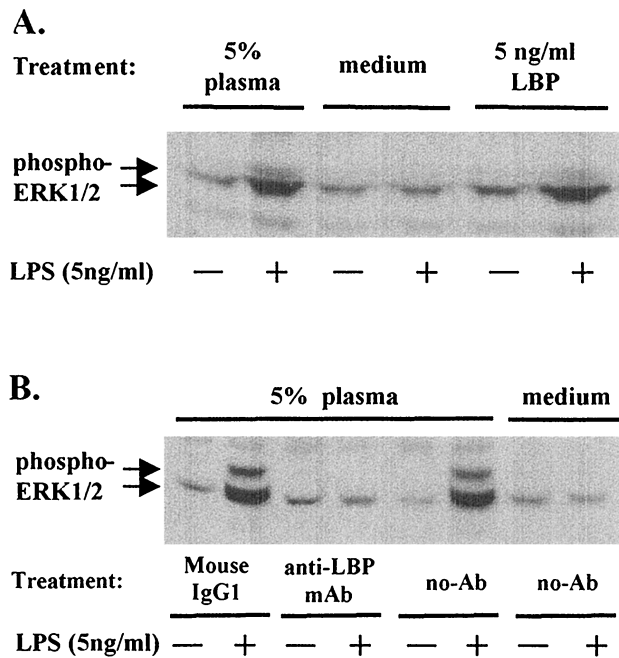 A.
Treatment: 5% plasma medium 5 ng/ml LBP
phospho-
ERK1/2
LPS (5ng/ml) — + — + — +
B.
5% plasma medium
phospho-
ERK1/2
Treatment: Mouse IgG1 anti-LBP mAb no-Ab no-Ab
LPS (5ng/ml) — + — + — + — +